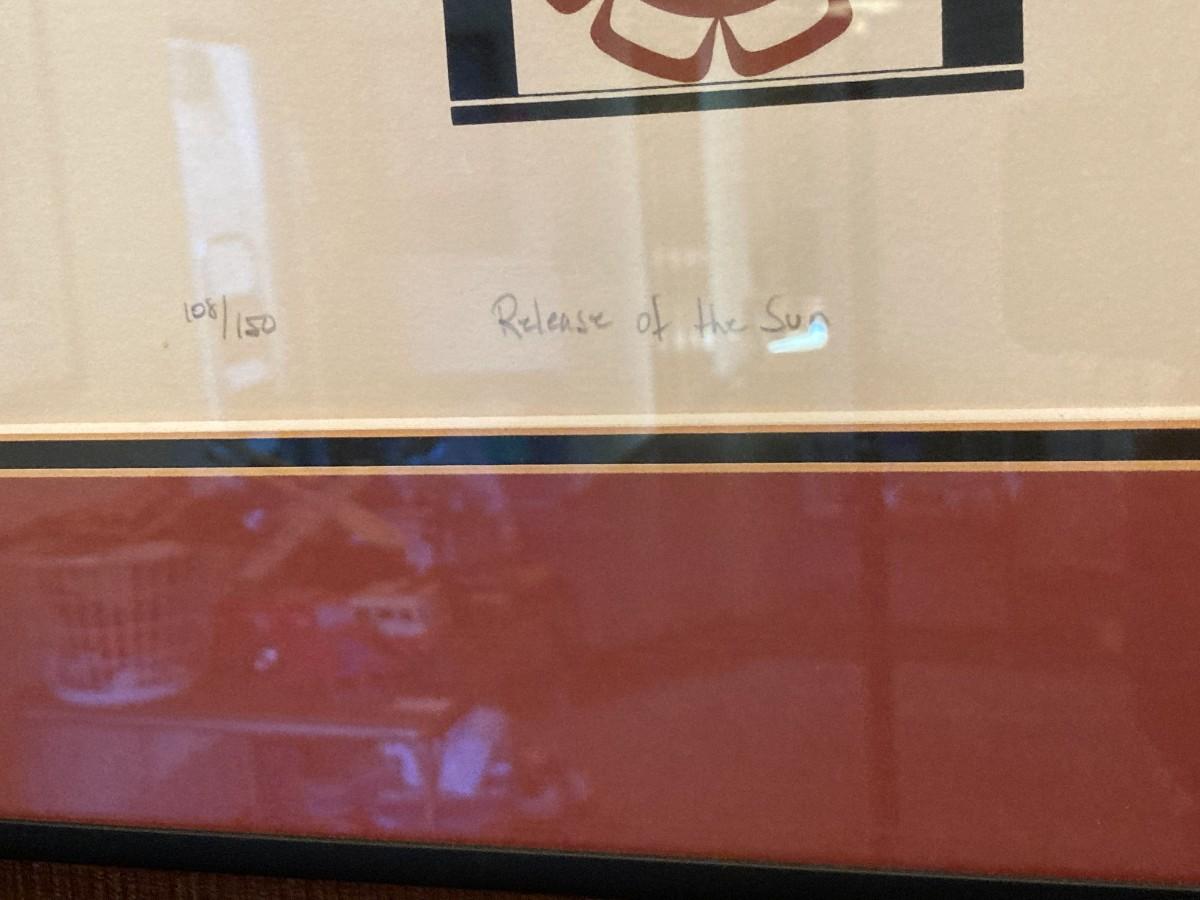 108/150 Release of the Sun